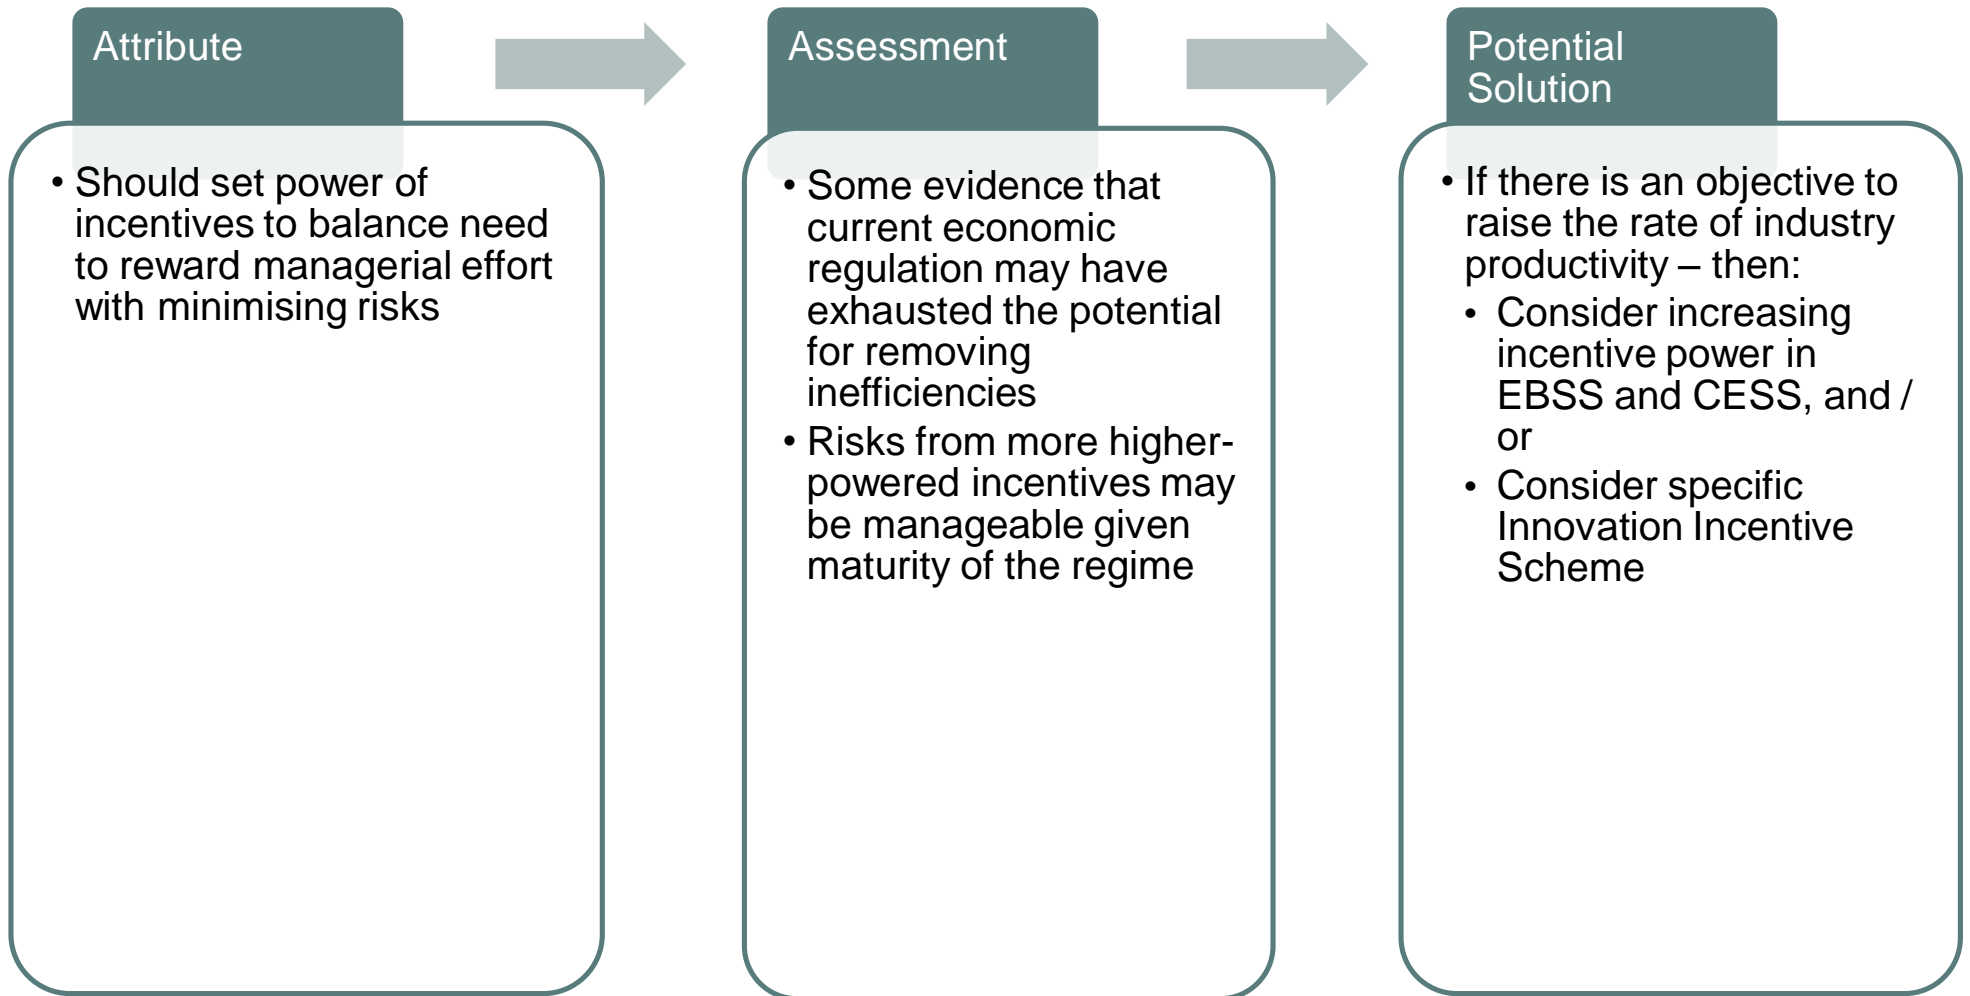 Attribute
• Should set power of
incentives to balance need
to reward managerial effort
with minimising risks
Assessment
• Some evidence that
current economic
regulation may have
exhausted the potential
for removing
inefficiencies
• Risks from more higher-
powered incentives may
be manageable given
maturity of the regime
Potential
Solution
• If there is an objective to
raise the rate of industry
productivity – then:
• Consider increasing
incentive power in
EBSS and CESS, and /
or
• Consider specific
Innovation Incentive
Scheme